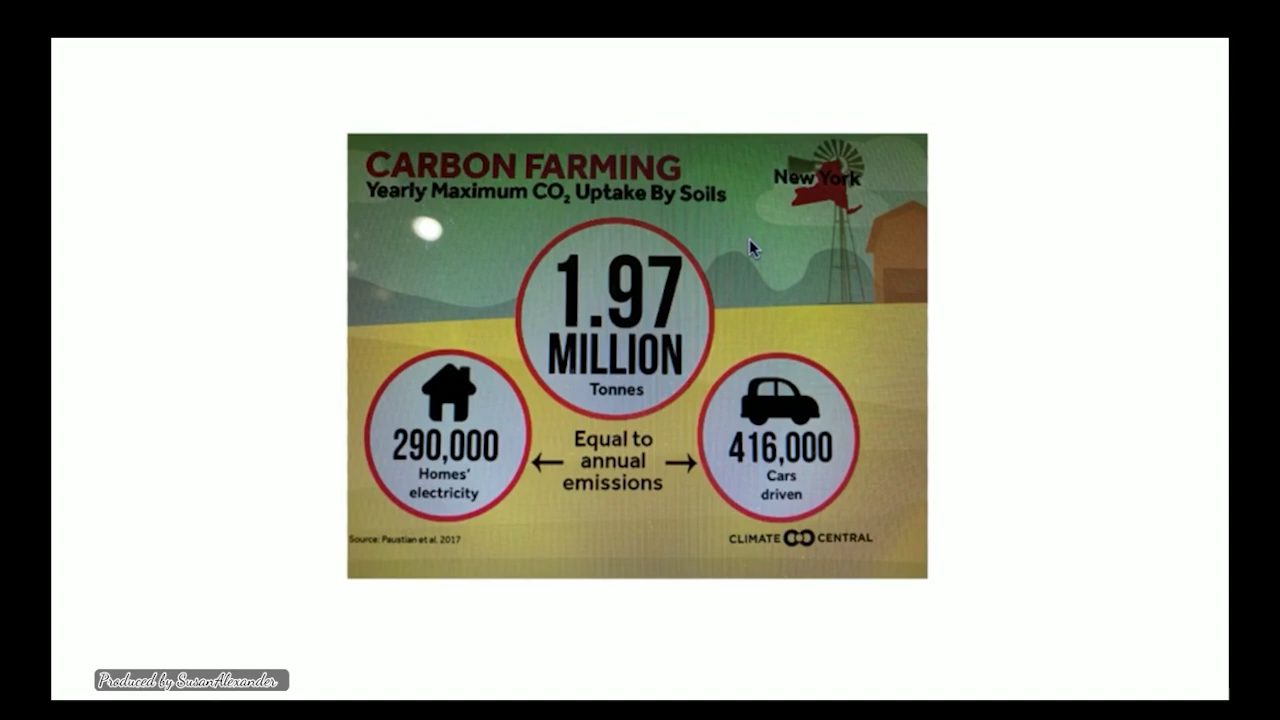 CARBON FARMING
Yearly Maximum CO₂ Uptake By Soils
New York
1.97
MILLION
Tonnes
290,000
Homes'
electricity
Equal to
annual
emissions
416,000
Cars
driven
Source: Paustian et al. 2017
CLIMATE CENTRAL
Produced by SusanAlexander